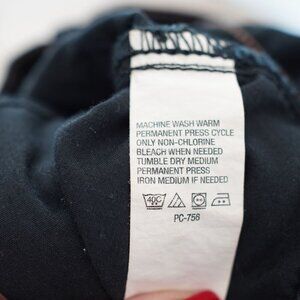 MACHINE WASH WARM
PERMANENT PRESS CYCLE
ONLY NON-CHLORINE
BLEACH WHEN NEEDED
TUMBLE DRY MEDIUM
PERMANENT PRESS
IRON MEDIUM IF NEEDED
40C
PC-756